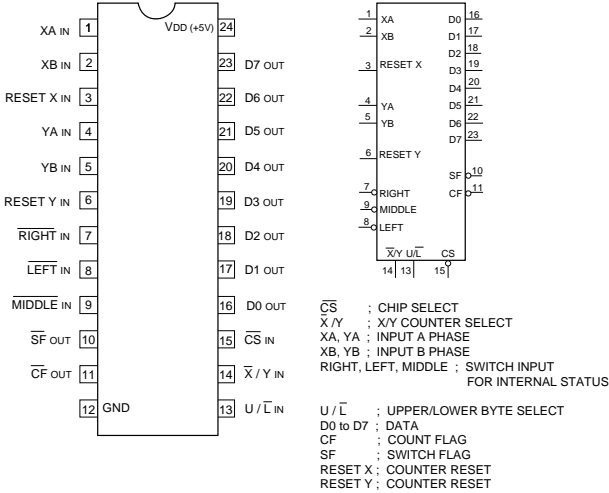 XA IN 1 VDD (+5V) 24
XB IN 2 23 D7 OUT
RESET X IN 3 22 D6 OUT
YA IN 4 21 D5 OUT
YB IN 5 20 D4 OUT
RESET Y IN 6 19 D3 OUT
R̅I̅G̅H̅T̅ IN 7 18 D2 OUT
L̅E̅F̅T̅ IN 8 17 D1 OUT
M̅I̅D̅D̅L̅E̅ IN 9 16 D0 OUT
S̅F̅ OUT 10 15 C̅S̅ IN
C̅F̅ OUT 11 14 X̅ / Y IN
12 GND 13 U / L̅ IN
1 XA D0 16
2 XB D1 17
D2 18
3 RESET X D3 19
D4 20
4 YA D5 21
5 YB D6 22
D7 23
6 RESET Y
SF 10
7 RIGHT CF 11
9 MIDDLE
8 LEFT
X̅/Y U/L̅ CS
14 13 15
C̅S̅ ; CHIP SELECT
X̅ /Y ; X/Y COUNTER SELECT
XA, YA ; INPUT A PHASE
XB, YB ; INPUT B PHASE
RIGHT, LEFT, MIDDLE ; SWITCH INPUT
FOR INTERNAL STATUS
U / L̅ ; UPPER/LOWER BYTE SELECT
D0 to D7 ; DATA
CF ; COUNT FLAG
SF ; SWITCH FLAG
RESET X ; COUNTER RESET
RESET Y ; COUNTER RESET